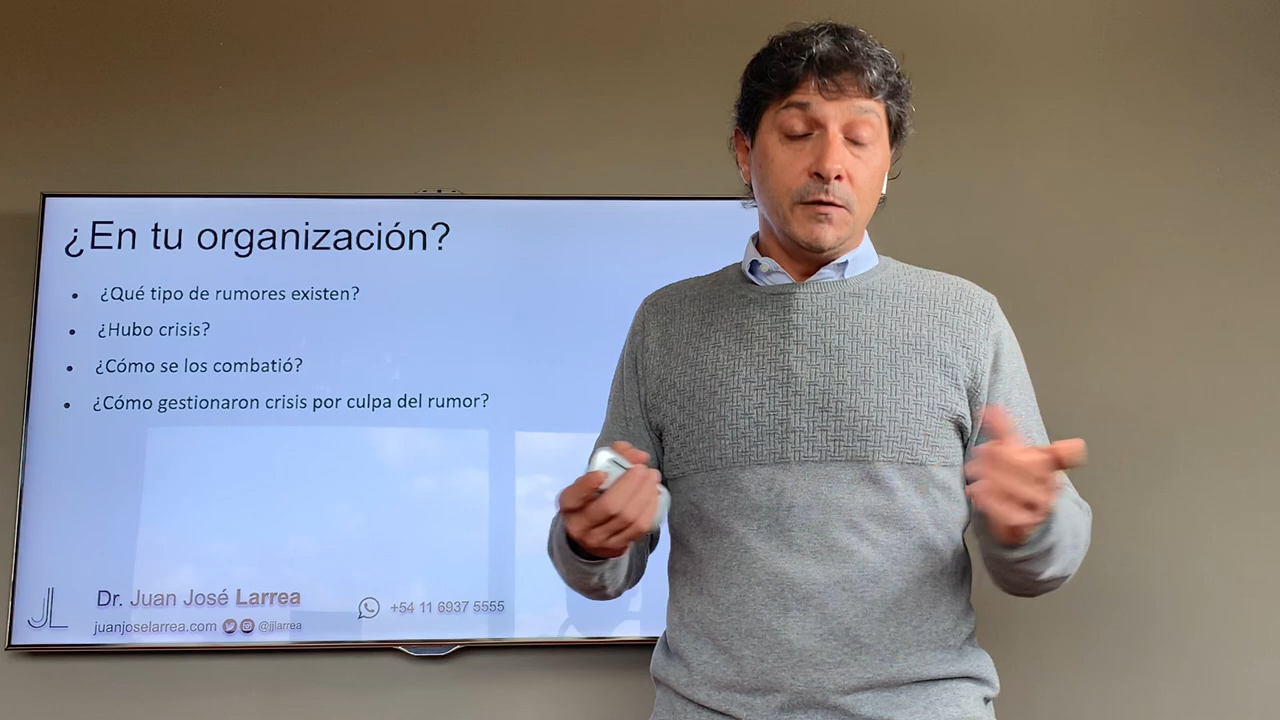 ¿En tu organización?
• ¿Qué tipo de rumores existen?
• ¿Hubo crisis?
• ¿Cómo se los combatió?
• ¿Cómo gestionaron crisis por culpa del rumor?
JL
Dr. Juan José Larrea
+54 11 6937 5555
juanjoselarrea.com @jjlarrea